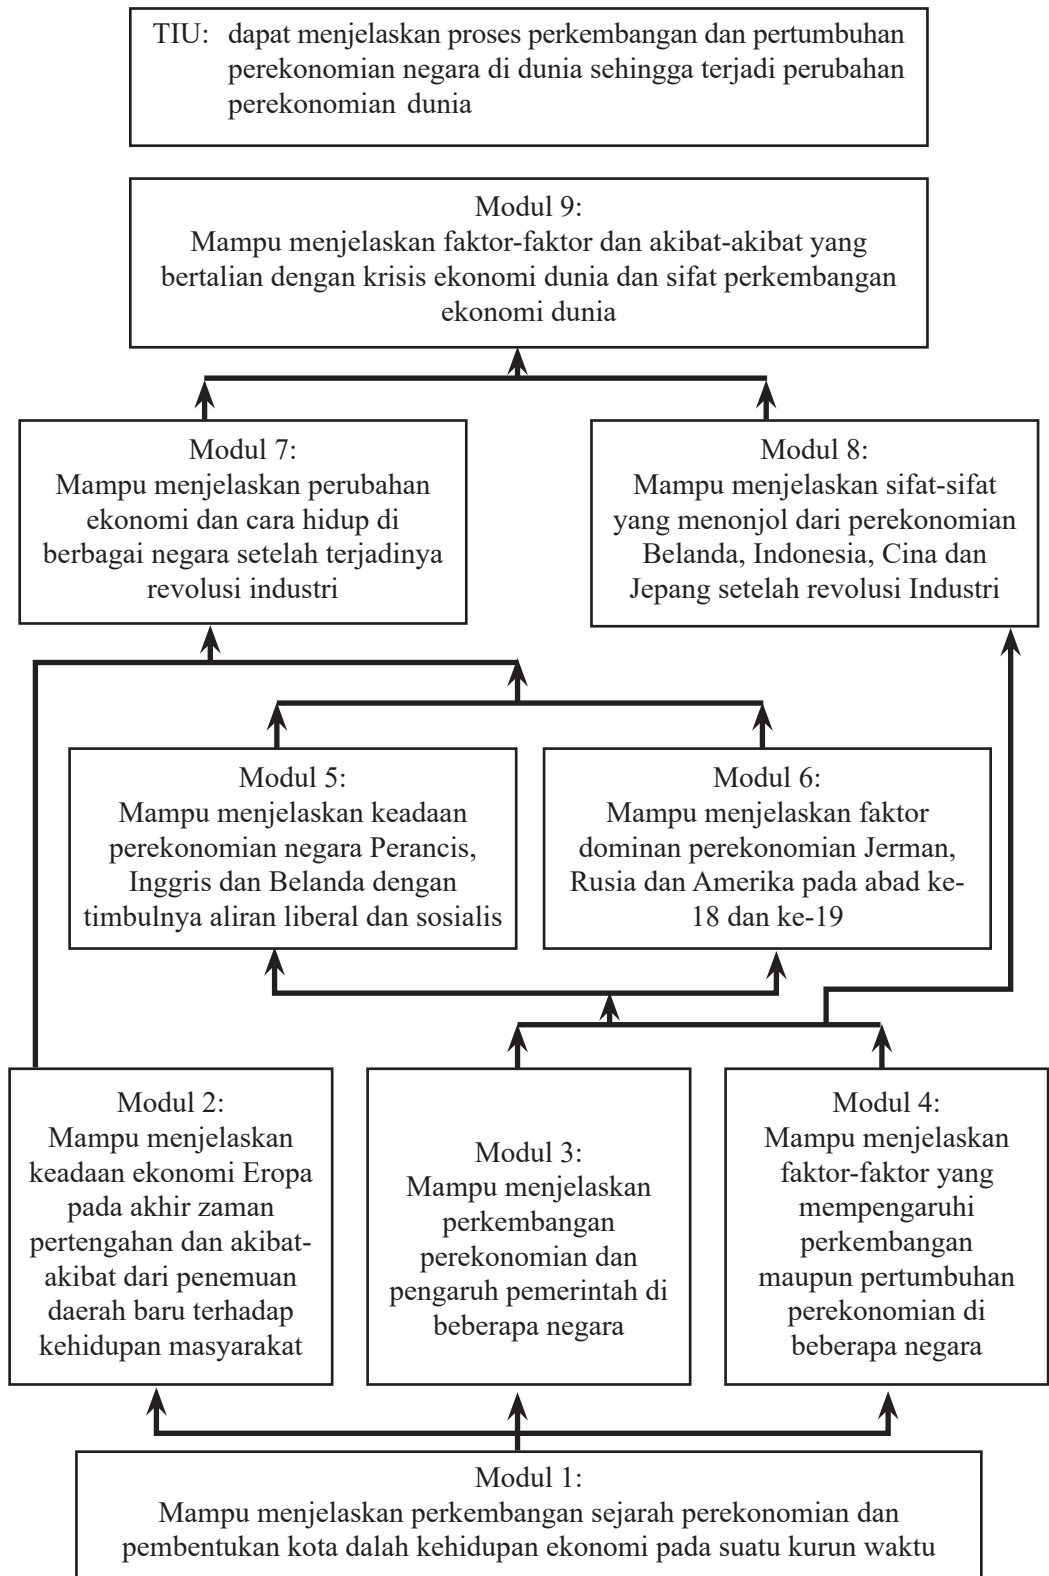 TIU: dapat menjelaskan proses perkembangan dan pertumbuhan
perekonomian negara di dunia sehingga terjadi perubahan
perekonomian dunia
Modul 9:
Mampu menjelaskan faktor-faktor dan akibat-akibat yang
bertalian dengan krisis ekonomi dunia dan sifat perkembangan
ekonomi dunia
Modul 7:
Mampu menjelaskan perubahan
ekonomi dan cara hidup di
berbagai negara setelah terjadinya
revolusi industri
Modul 8:
Mampu menjelaskan sifat-sifat
yang menonjol dari perekonomian
Belanda, Indonesia, Cina dan
Jepang setelah revolusi Industri
Modul 5:
Mampu menjelaskan keadaan
perekonomian negara Perancis,
Inggris dan Belanda dengan
timbulnya aliran liberal dan sosialis
Modul 6:
Mampu menjelaskan faktor
dominan perekonomian Jerman,
Rusia dan Amerika pada abad ke-
18 dan ke-19
Modul 2:
Mampu menjelaskan
keadaan ekonomi Eropa
pada akhir zaman
pertengahan dan akibat-
akibat dari penemuan
daerah baru terhadap
kehidupan masyarakat
Modul 3:
Mampu menjelaskan
perkembangan
perekonomian dan
pengaruh pemerintah di
beberapa negara
Modul 4:
Mampu menjelaskan
faktor-faktor yang
mempengaruhi
perkembangan
maupun pertumbuhan
perekonomian di
beberapa negara
Modul 1:
Mampu menjelaskan perkembangan sejarah perekonomian dan
pembentukan kota dalah kehidupan ekonomi pada suatu kurun waktu